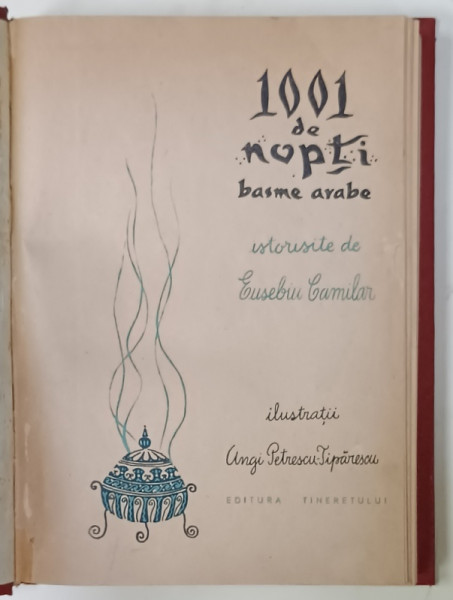 1001
de
nopți
basme arabe
istorisite de
Eusebiu Camilar
ilustrații
Angi Petrescu-Tipărescu
EDITURA TINERETULUI